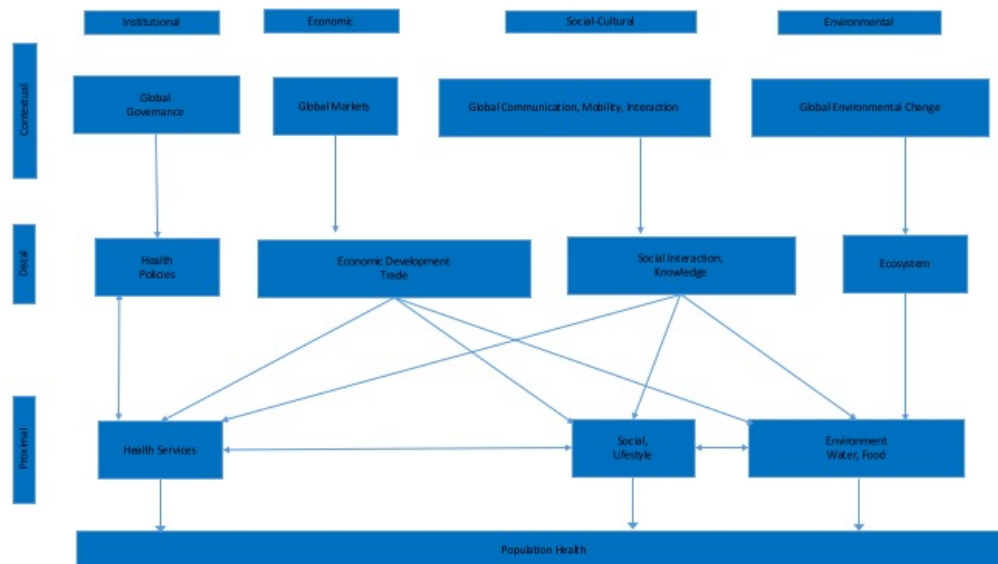 Institutional
Economic
Social-Cultural
Environmental
Contextual
Global
Governance
Global Markets
Global Communication, Mobility, Interaction
Global Environmental Change
Distal
Health
Policies
Economic Development
Trade
Social Interaction,
Knowledge
Ecosystem
Proximal
Health Services
Social,
Lifestyle
Environment
Water, Food
Population Health